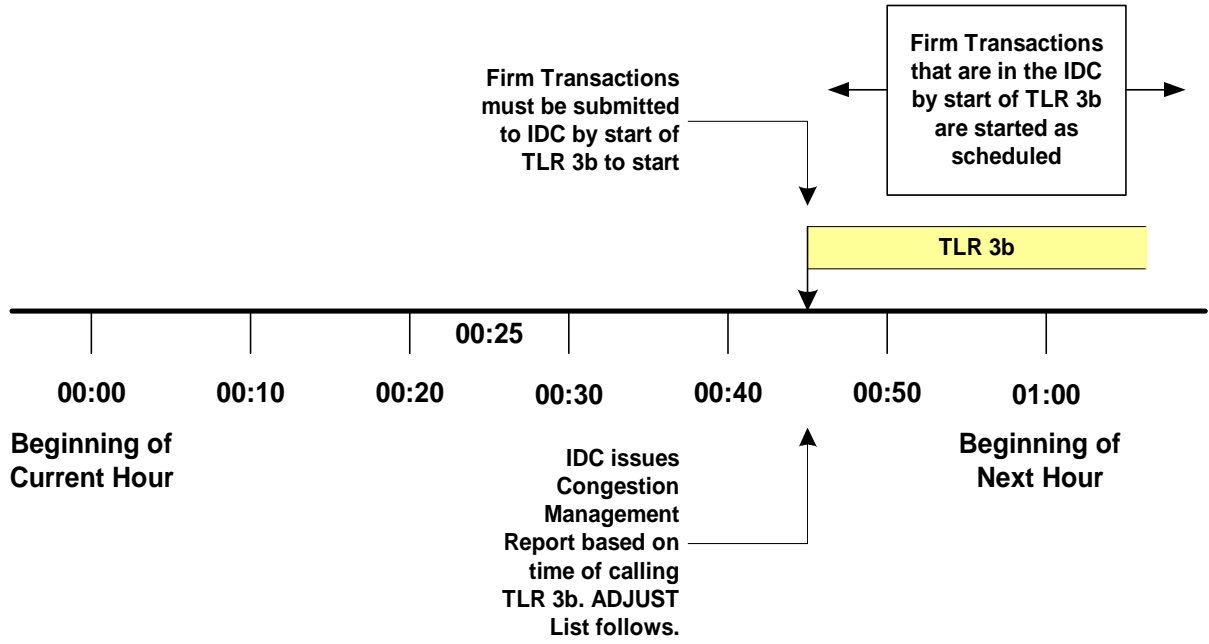 Firm Transactions
that are in the IDC
by start of TLR 3b
are started as
scheduled
Firm Transactions
must be submitted
to IDC by start of
TLR 3b to start
TLR 3b
00:25
00:00
00:10
00:20
00:30
00:40
00:50
01:00
Beginning of
Current Hour
Beginning of
Next Hour
IDC issues
Congestion
Management
Report based on
time of calling
TLR 3b. ADJUST
List follows.